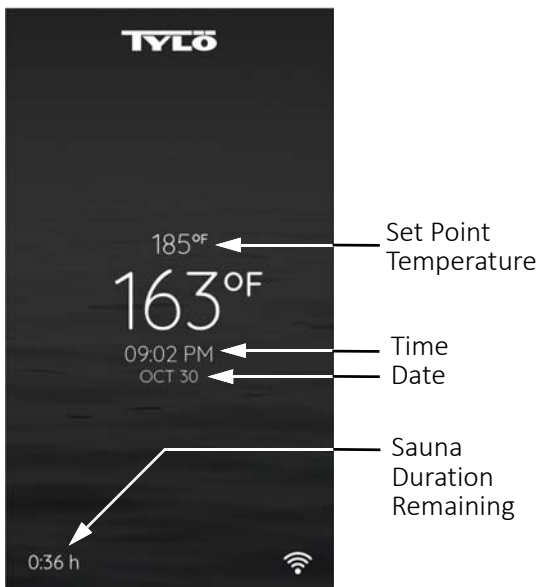 TYLÖ
185°F
163°F
09:02 PM
OCT 30
0:36 h
Set Point
Temperature
Time
Date
Sauna
Duration
Remaining